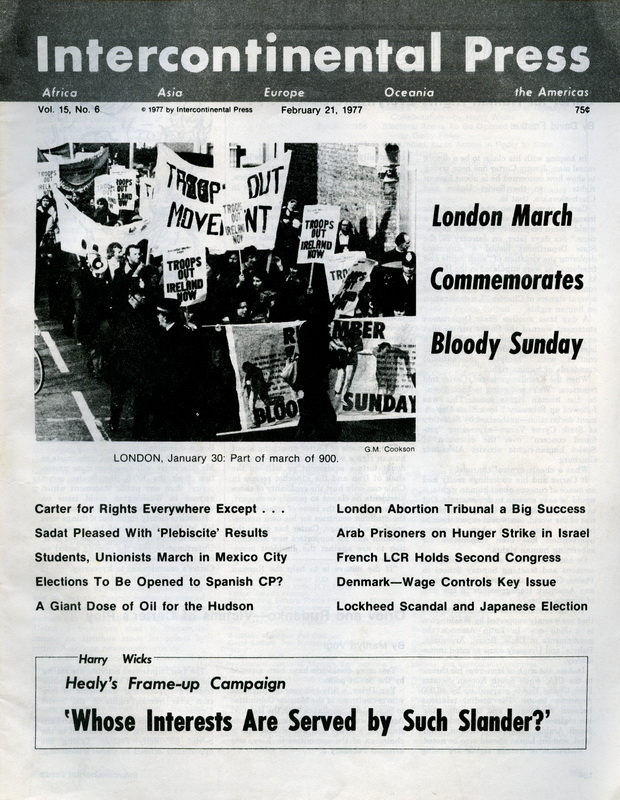 Intercontinental Press
Africa Asia Europe Oceania the Americas
Vol. 15, No. 6 © 1977 by Intercontinental Press February 21, 1977 75¢
TROOPS OUT
MOVE NT
TROOPS
OUT
IRELAND
NOW
TROOPS
OUT
IRELAND
NOW
MBER
BLOO SUNDAY
London March
Commemorates
Bloody Sunday
G.M. Cookson
LONDON, January 30: Part of march of 900.
Carter for Rights Everywhere Except . . .
Sadat Pleased With ‘Plebiscite’ Results
Students, Unionists March in Mexico City
Elections To Be Opened to Spanish CP?
A Giant Dose of Oil for the Hudson
London Abortion Tribunal a Big Success
Arab Prisoners on Hunger Strike in Israel
French LCR Holds Second Congress
Denmark—Wage Controls Key Issue
Lockheed Scandal and Japanese Election
Harry Wicks
Healy's Frame-up Campaign
‘Whose Interests Are Served by Such Slander?’